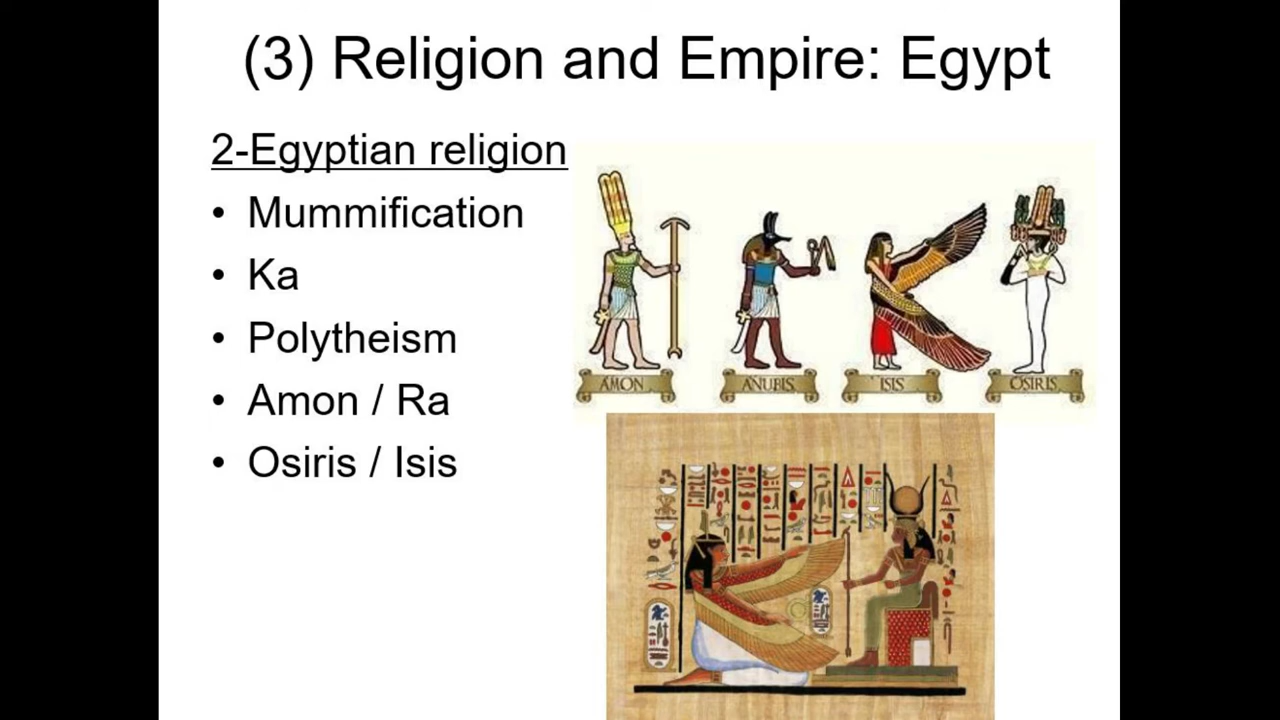 (3) Religion and Empire: Egypt
2-Egyptian religion
• Mummification
• Ka
• Polytheism
• Amon / Ra
• Osiris / Isis
AMON
ANUBIS
ISIS
OSIRIS